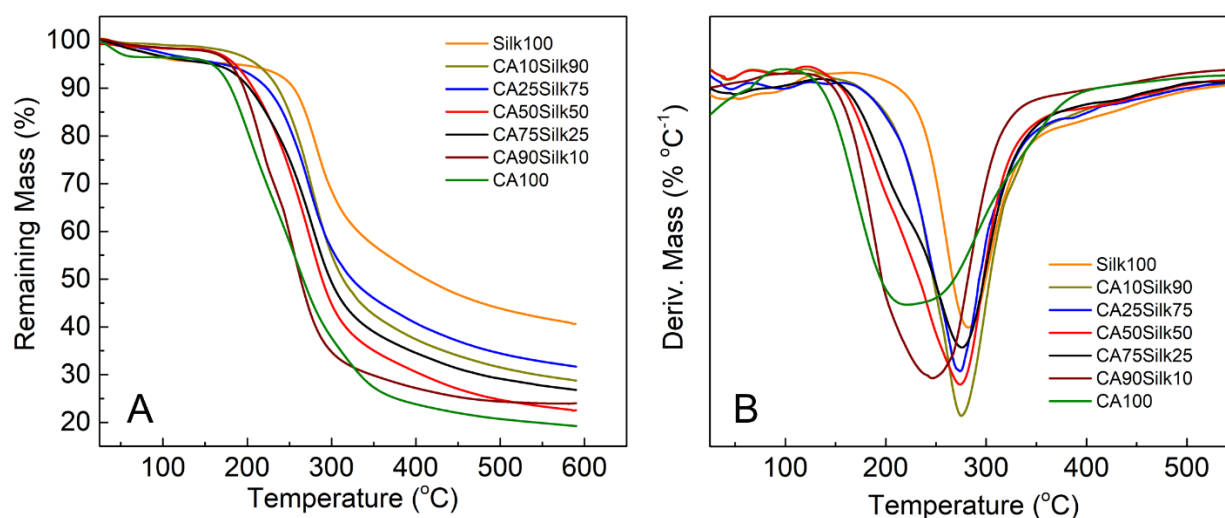 Remaining Mass (%)
100
90
80
70
60
50
40
30
20
Silk100
CA10Silk90
CA25Silk75
CA50Silk50
CA75Silk25
CA90Silk10
CA100
A
100 200 300 400 500 600
Temperature (°C)
Deriv. Mass (% °C⁻¹)
Silk100
CA10Silk90
CA25Silk75
CA50Silk50
CA75Silk25
CA90Silk10
CA100
B
100 200 300 400 500
Temperature (°C)